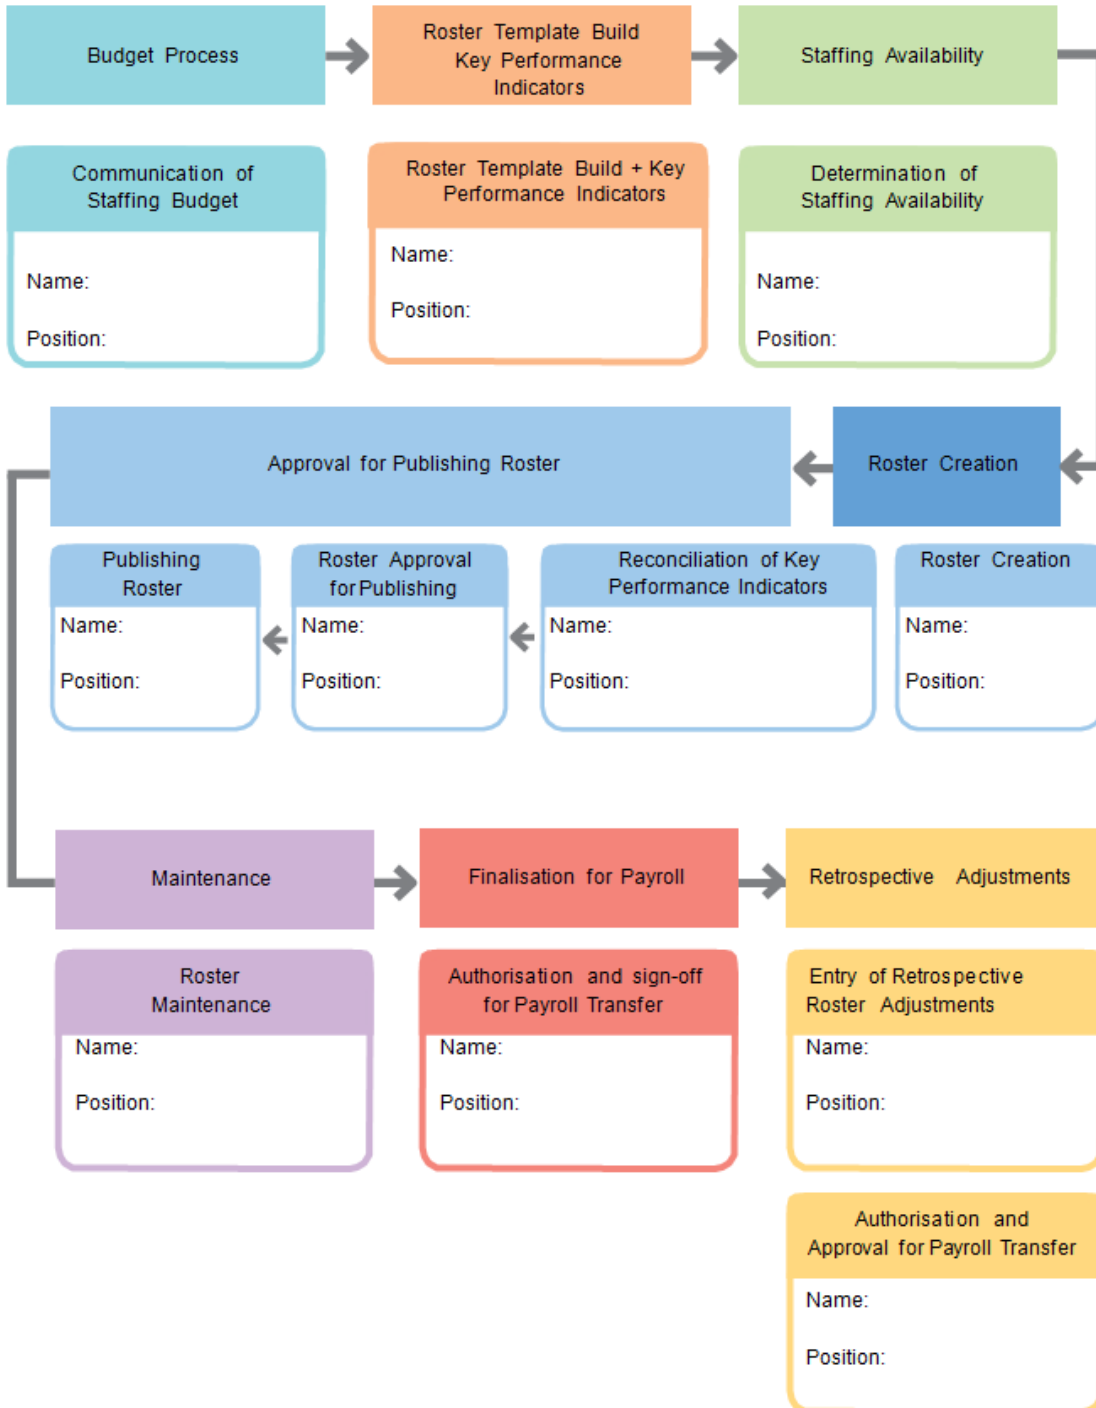 Budget Process
Roster Template Build
Key Performance
Indicators
Staffing Availability
Communication of
Staffing Budget
Name:
Position:
Roster Template Build + Key
Performance Indicators
Name:
Position:
Determination of
Staffing Availability
Name:
Position:
Approval for Publishing Roster
Roster Creation
Publishing
Roster
Name:
Position:
Roster Approval
for Publishing
Name:
Position:
Reconciliation of Key
Performance Indicators
Name:
Position:
Roster Creation
Name:
Position:
Maintenance
Finalisation for Payroll
Retrospective Adjustments
Roster
Maintenance
Name:
Position:
Authorisation and sign-off
for Payroll Transfer
Name:
Position:
Entry of Retrospective
Roster Adjustments
Name:
Position:
Authorisation and
Approval for Payroll Transfer
Name:
Position: